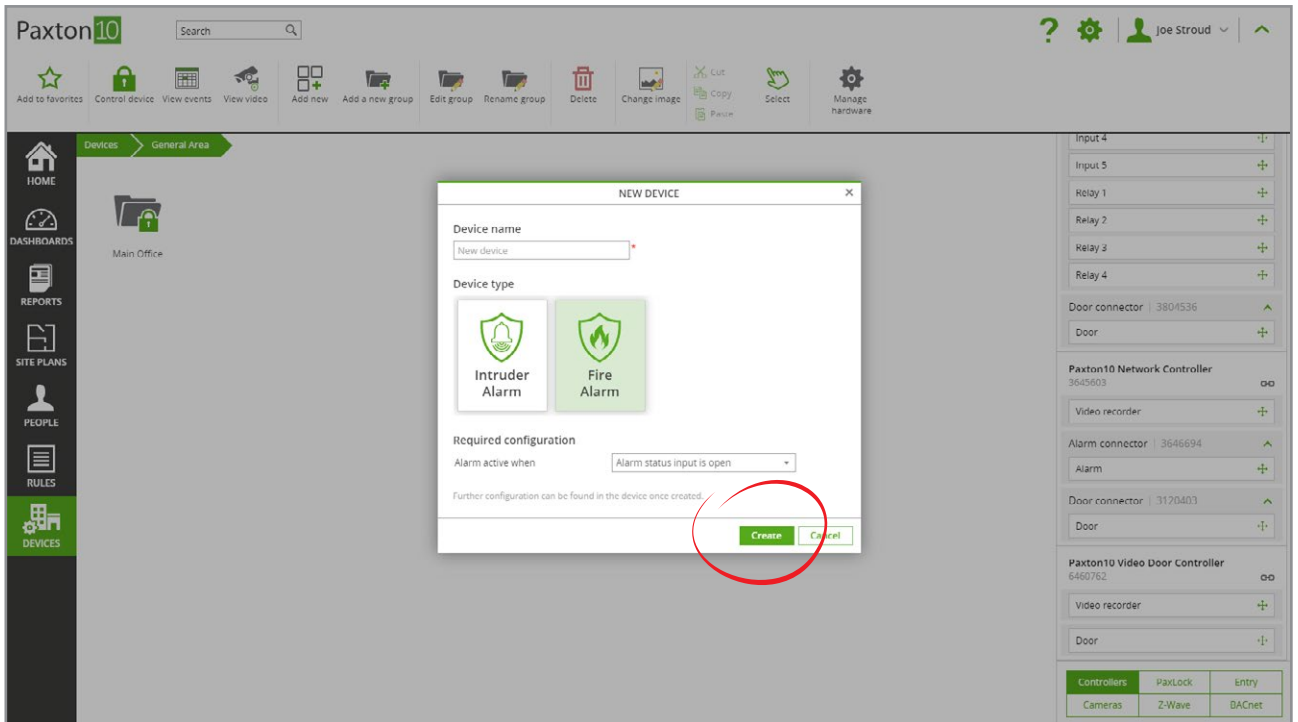 Paxton10
Search
Joe Stroud
Add to favorites
Control device
View events
View video
Add new
Add a new group
Edit group
Rename group
Delete
Change image
Cut
Copy
Paste
Select
Manage
hardware
HOME
DASHBOARDS
REPORTS
SITE PLANS
PEOPLE
RULES
DEVICES
Devices
General Area
Main Office
NEW DEVICE
Device name
New device *
Device type
Intruder
Alarm
Fire
Alarm
Required configuration
Alarm active when
Alarm status input is open
Further configuration can be found in the device once created.
Create
Cancel
Input 4
Input 5
Relay 1
Relay 2
Relay 3
Relay 4
Door connector | 3804536
Door
Paxton10 Network Controller
3645603
Video recorder
Alarm connector | 3646694
Alarm
Door connector | 3120403
Door
Paxton10 Video Door Controller
6460762
Video recorder
Door
Controllers
PaxLock
Entry
Cameras
Z-Wave
BACnet